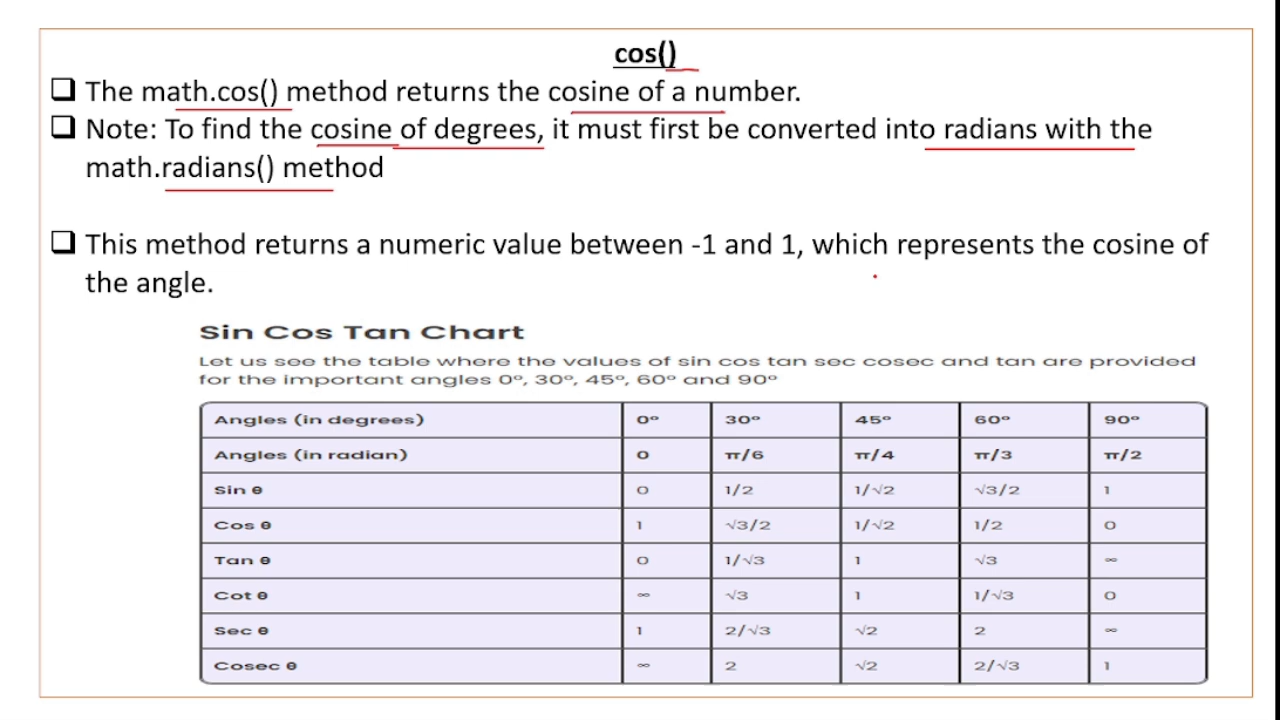 cos()
The math.cos() method returns the cosine of a number.
Note: To find the cosine of degrees, it must first be converted into radians with the
math.radians() method
This method returns a numeric value between -1 and 1, which represents the cosine of
the angle.
Sin Cos Tan Chart
Let us see the table where the values of sin cos tan sec cosec and tan are provided
for the important angles 0°, 30°, 45°, 60° and 90°
Angles (in degrees) 0° 30° 45° 60° 90°
Angles (in radian) 0 π/6 π/4 π/3 π/2
Sin θ 0 1/2 1/√2 √3/2 1
Cos θ 1 √3/2 1/√2 1/2 0
Tan θ 0 1/√3 1 √3 ∞
Cot θ ∞ √3 1 1/√3 0
Sec θ 1 2/√3 √2 2 ∞
Cosec θ ∞ 2 √2 2/√3 1